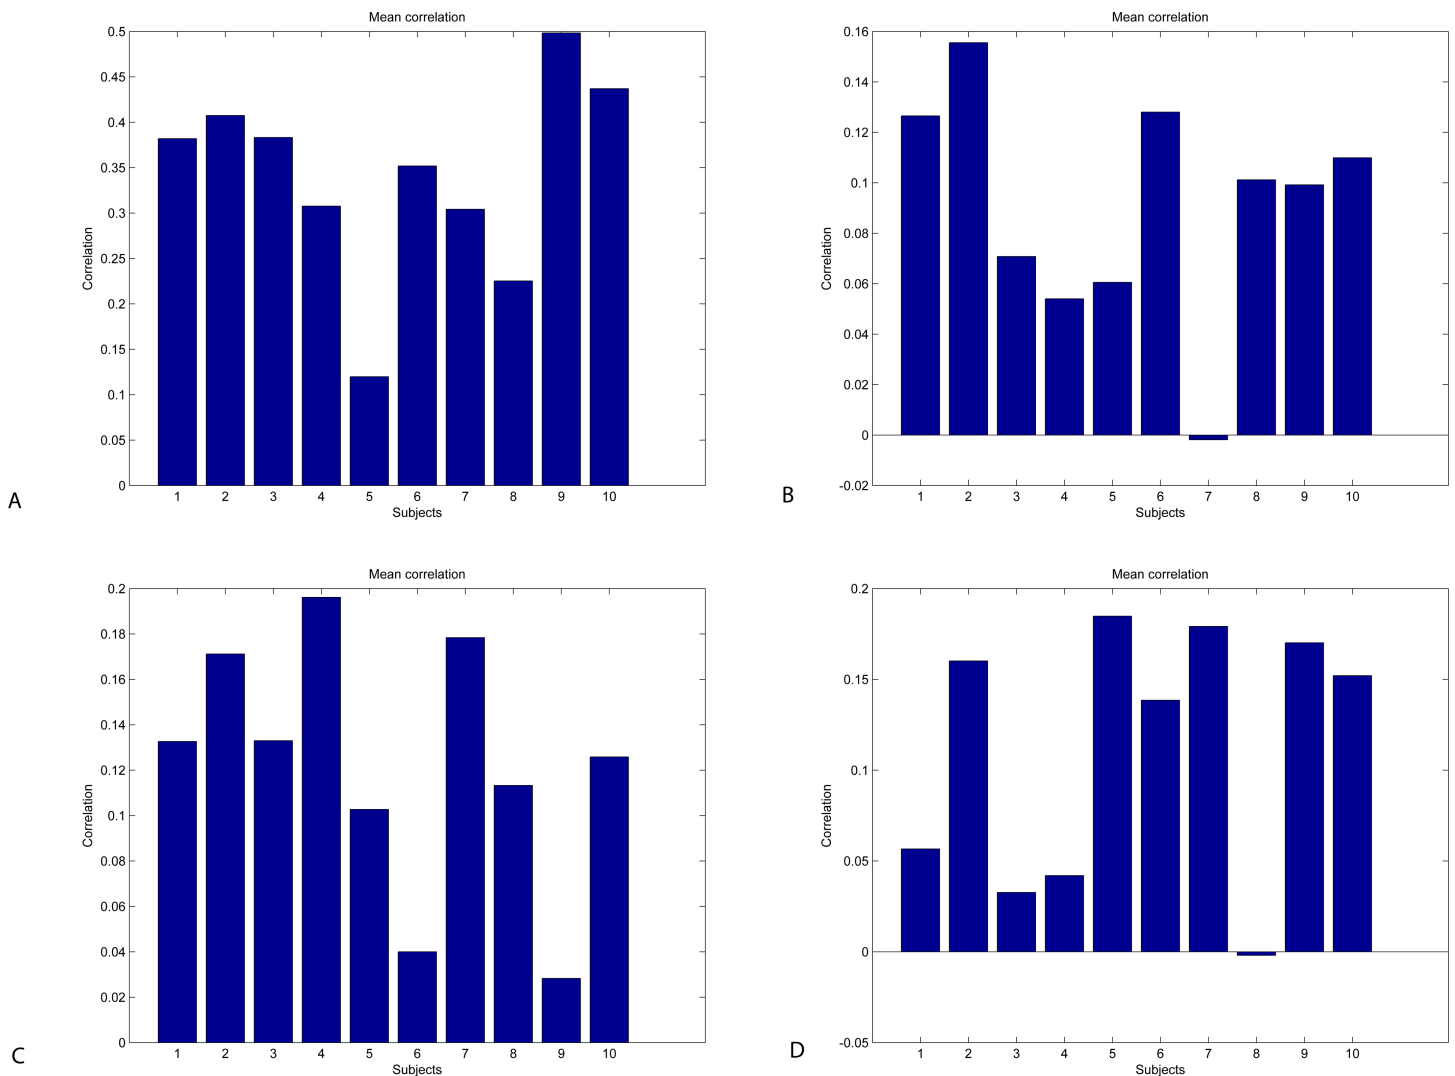 Mean correlation
0.5
0.45
0.4
0.35
0.3
0.25
0.2
0.15
0.1
0.05
0
Correlation
1 2 3 4 5 6 7 8 9 10
Subjects
A
Mean correlation
0.16
0.14
0.12
0.1
0.08
0.06
0.04
0.02
0
-0.02
Correlation
1 2 3 4 5 6 7 8 9 10
Subjects
B
Mean correlation
0.2
0.18
0.16
0.14
0.12
0.1
0.08
0.06
0.04
0.02
0
Correlation
1 2 3 4 5 6 7 8 9 10
Subjects
C
Mean correlation
0.2
0.15
0.1
0.05
0
-0.05
Correlation
1 2 3 4 5 6 7 8 9 10
Subjects
D